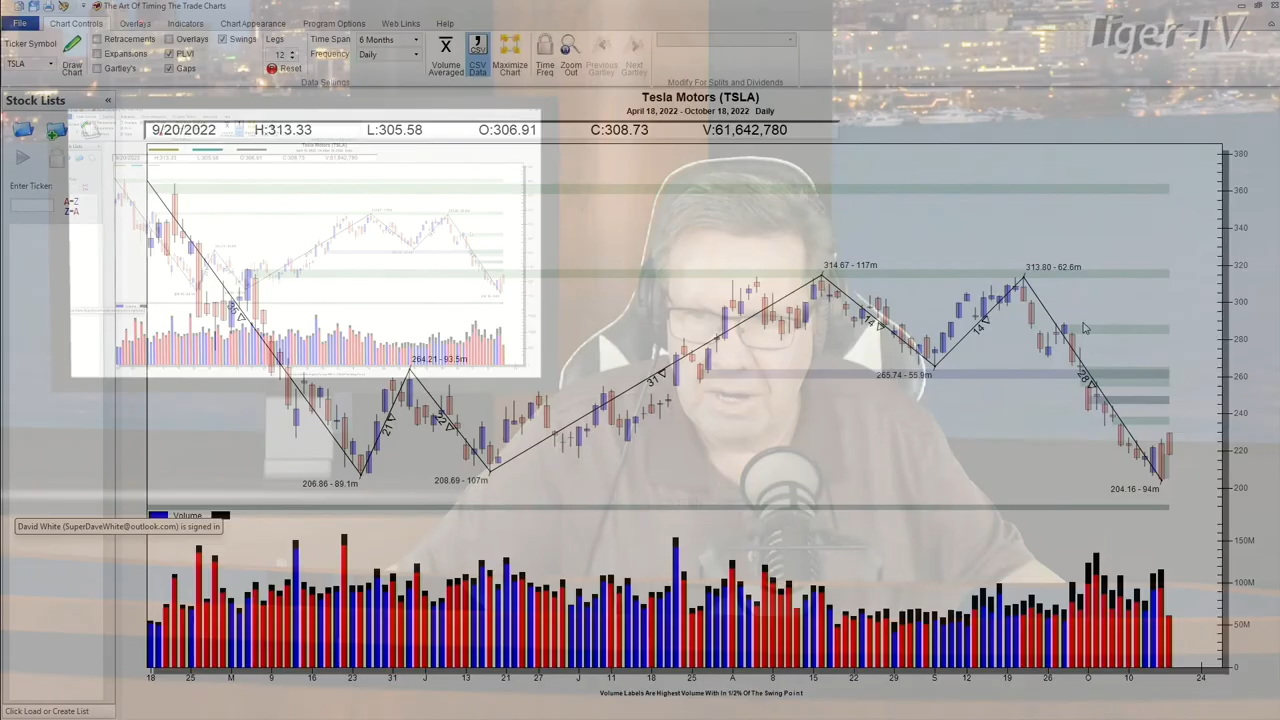 The Art Of Timing The Trade Charts
Tiger-TV
File Chart Controls Overlays Indicators Chart Appearance Program Options Web Links Help
Ticker Symbol
TSLA
Draw Chart
Retracements Overlays Swings Legs
Expansions PLVI 12
Gartley's Gaps Reset
Time Span 6 Months
Frequency Daily
Data Settings
Volume Averaged
CSV Data
Maximize Chart
Time Freq
Zoom Out
Previous Gartley
Next Gartley
Modify For Splits and Dividends
Stock Lists «
Enter Ticker:
A-Z
Z-A
Tesla Motors (TSLA)
April 18, 2022 - October 18, 2022 Daily
9/20/2022 H:313.33 L:305.58 O:306.91 C:308.73 V:61,642,780
380
360
340
320
300
280
260
240
220
200
314.67 - 117m
313.80 - 62.6m
265.74 - 55.9m
264.21 - 93.5m
206.86 - 89.1m
208.69 - 107m
204.16 - 94m
35
21
22
31
14
14
-28
Volume
David White (SuperDaveWhite@outlook.com) is signed in
150M
100M
50M
0
18 25 M 9 16 23 31 J 13 21 27 J 11 18 25 A 8 15 22 29 S 12 19 26 O 10 24
Volume Labels Are Highest Volume With In 1/2% Of The Swing Point
Click Load or Create List